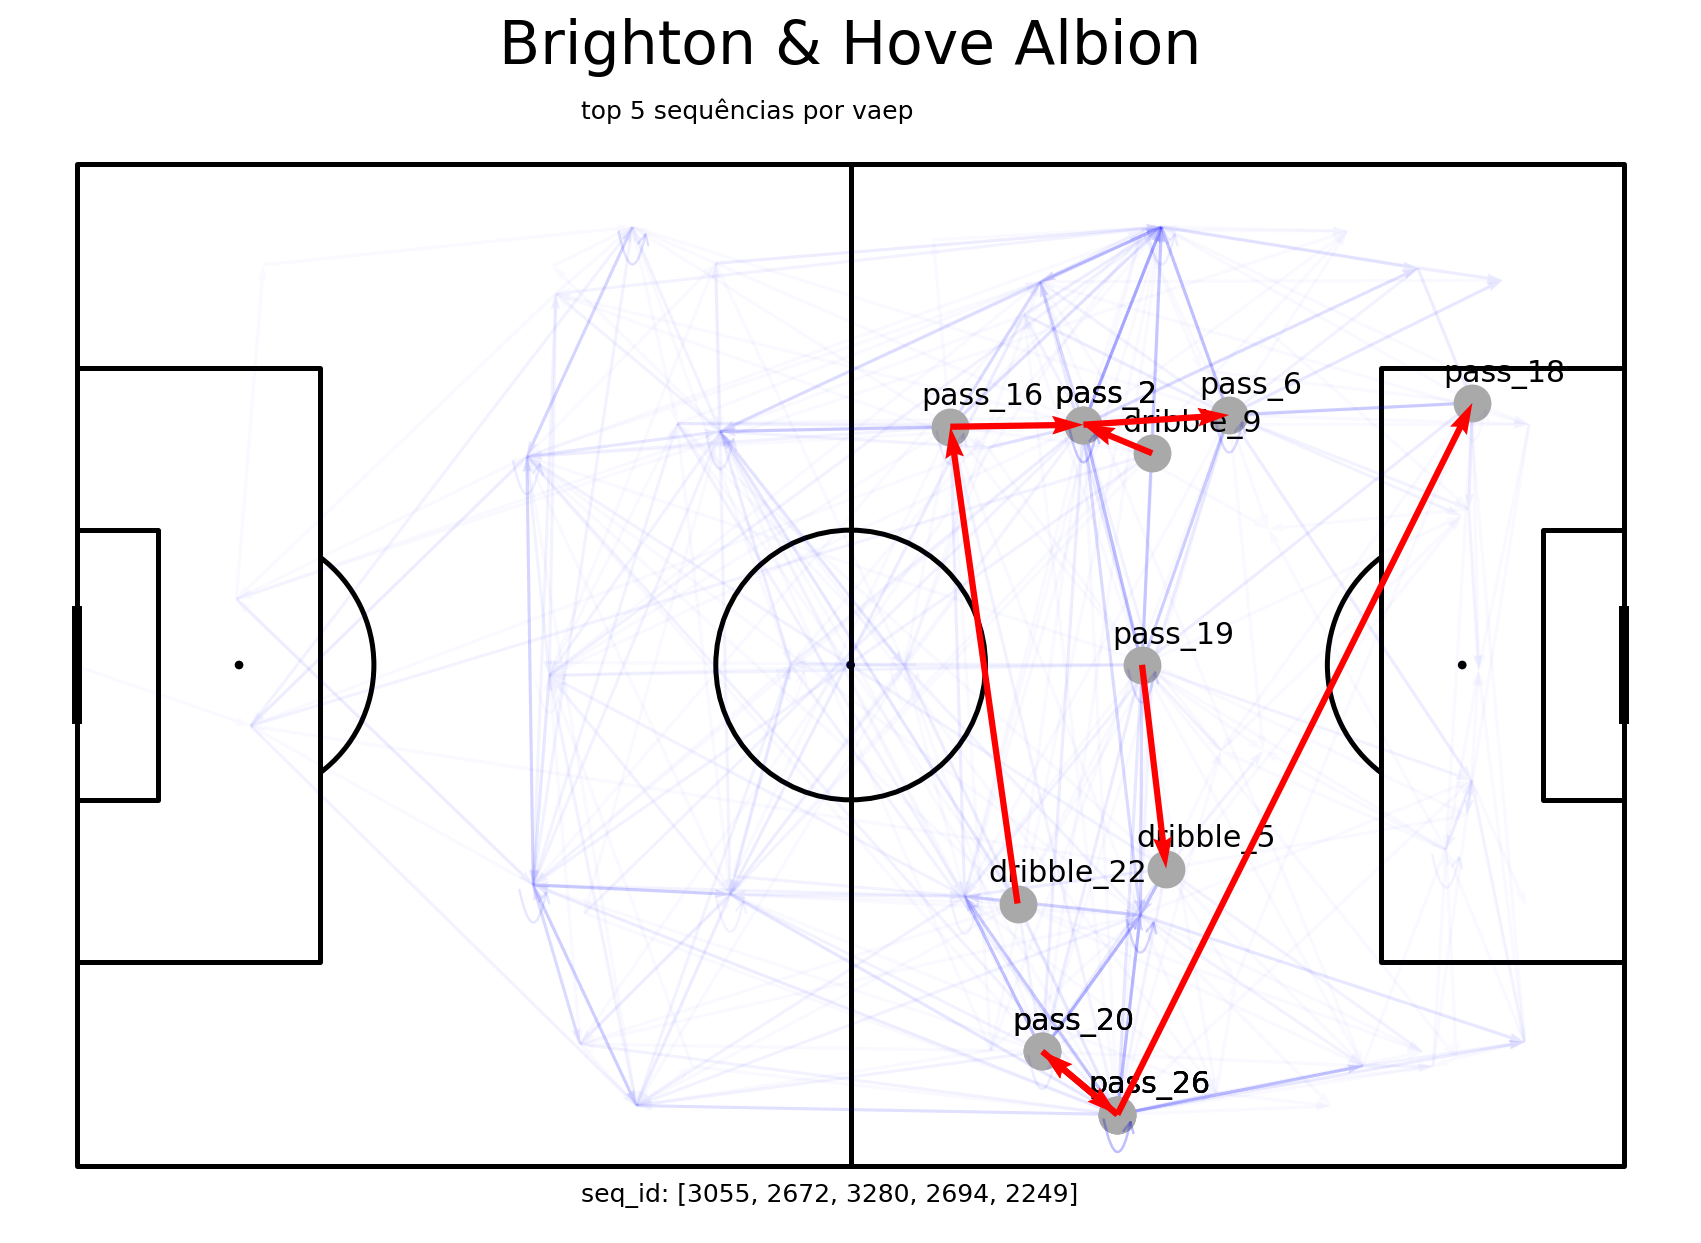 Brighton & Hove Albion
top 5 sequências por vaep
pass_18
pass_6
pass_16
pass_2
dribble_9
pass_19
dribble_5
dribble_22
pass_20
pass_26
seq_id: [3055, 2672, 3280, 2694, 2249]